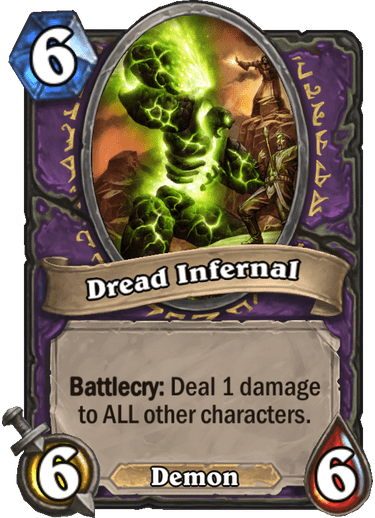 6
Dread Infernal
Battlecry: Deal 1 damage
to ALL other characters.
6
Demon
6